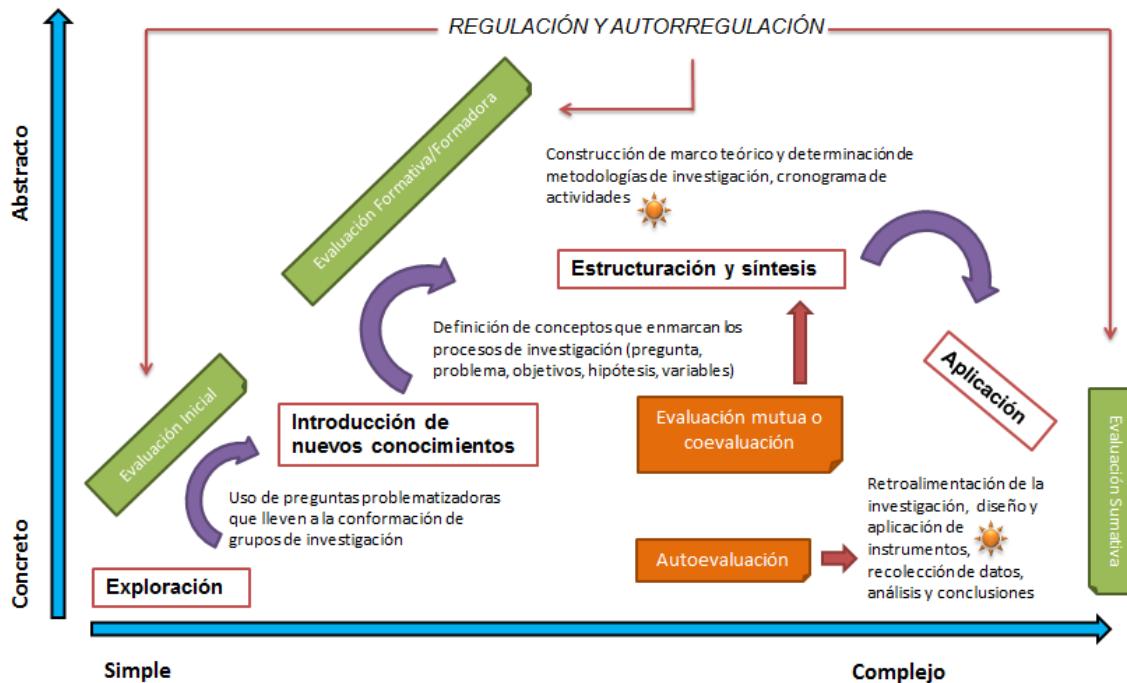 REGULACIÓN Y AUTORREGULACIÓN
Abstracto
Evaluación Formativa/Formadora
Construcción de marco teórico y determinación de
metodologías de investigación, cronograma de
actividades
Estructuración y síntesis
Definición de conceptos que enmarcan los
procesos de investigación (pregunta,
problema, objetivos, hipótesis, variables)
Aplicación
Evaluación Inicial
Introducción de
nuevos conocimientos
Evaluación mutua o
coevaluación
Evaluación Sumativa
Uso de preguntas problematizadoras
que lleven a la conformación de
grupos de investigación
Retroalimentación de la
investigación, diseño y
aplicación de
instrumentos,
recolección de datos,
análisis y conclusiones
Autoevaluación
Concreto
Exploración
Simple
Complejo